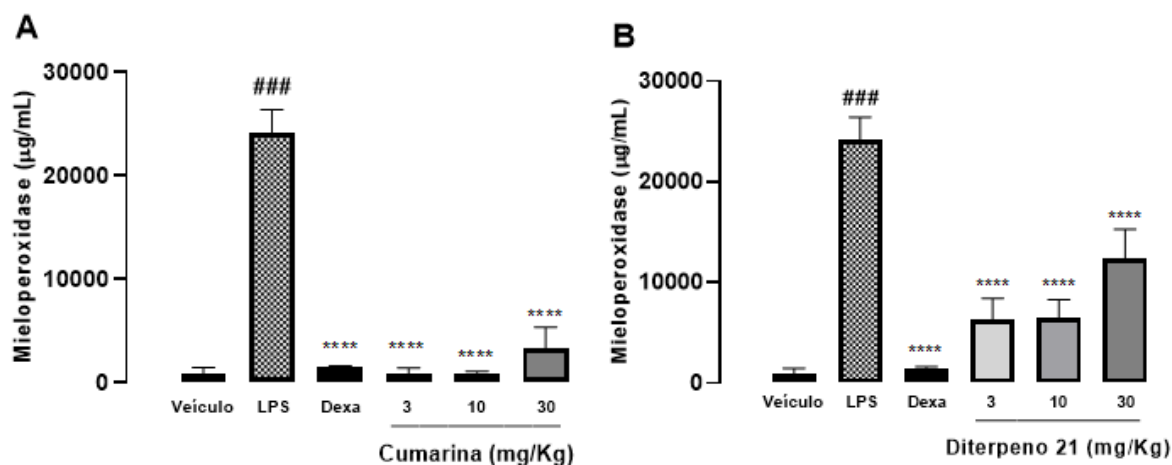 A
Mieloperoxidase (µg/mL)
30000
20000
10000
0
###
****
****
****
****
Veículo LPS Dexa 3 10 30
Cumarina (mg/Kg)
B
Mieloperoxidase (µg/mL)
30000
20000
10000
0
###
****
****
****
****
Veículo LPS Dexa 3 10 30
Diterpeno 21 (mg/Kg)